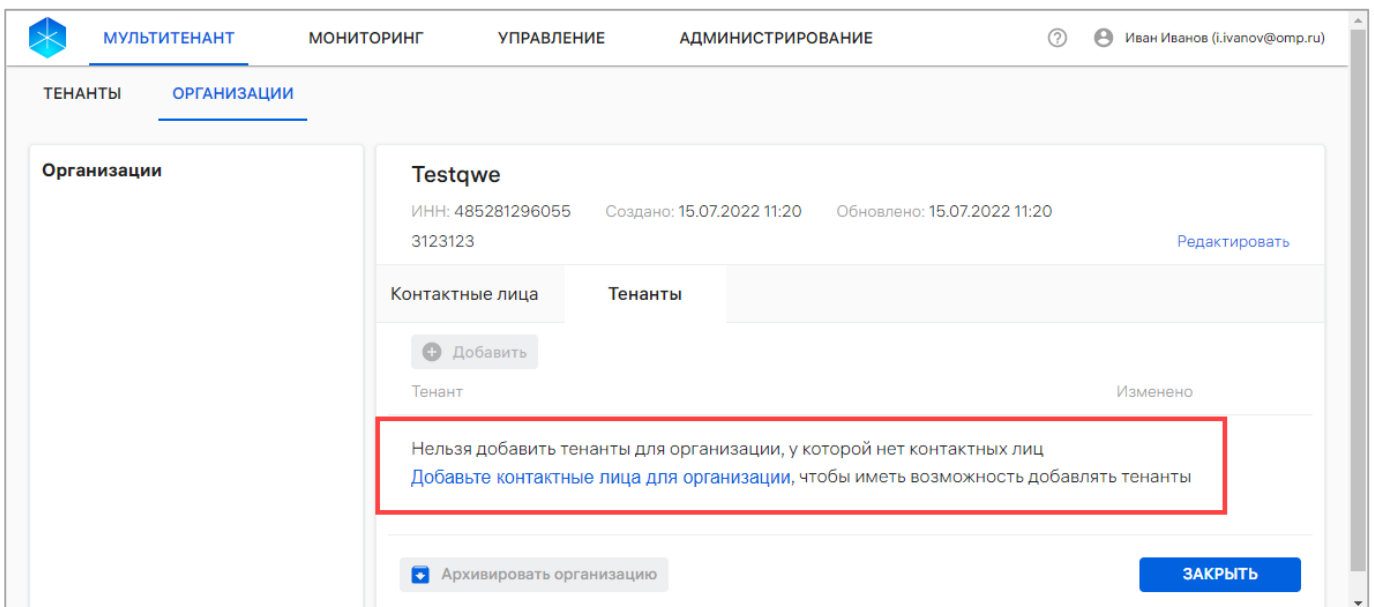 МУЛЬТИТЕНАНТ МОНИТОРИНГ УПРАВЛЕНИЕ АДМИНИСТРИРОВАНИЕ ? Иван Иванов (i.ivanov@omp.ru)
ТЕНАНТЫ ОРГАНИЗАЦИИ
Организации
Testqwe
ИНН: 485281296055 Создано: 15.07.2022 11:20 Обновлено: 15.07.2022 11:20
3123123 Редактировать
Контактные лица Тенанты
Добавить
Тенант Изменено
Нельзя добавить тенанты для организации, у которой нет контактных лиц
Добавьте контактные лица для организации, чтобы иметь возможность добавлять тенанты
Архивировать организацию ЗАКРЫТЬ